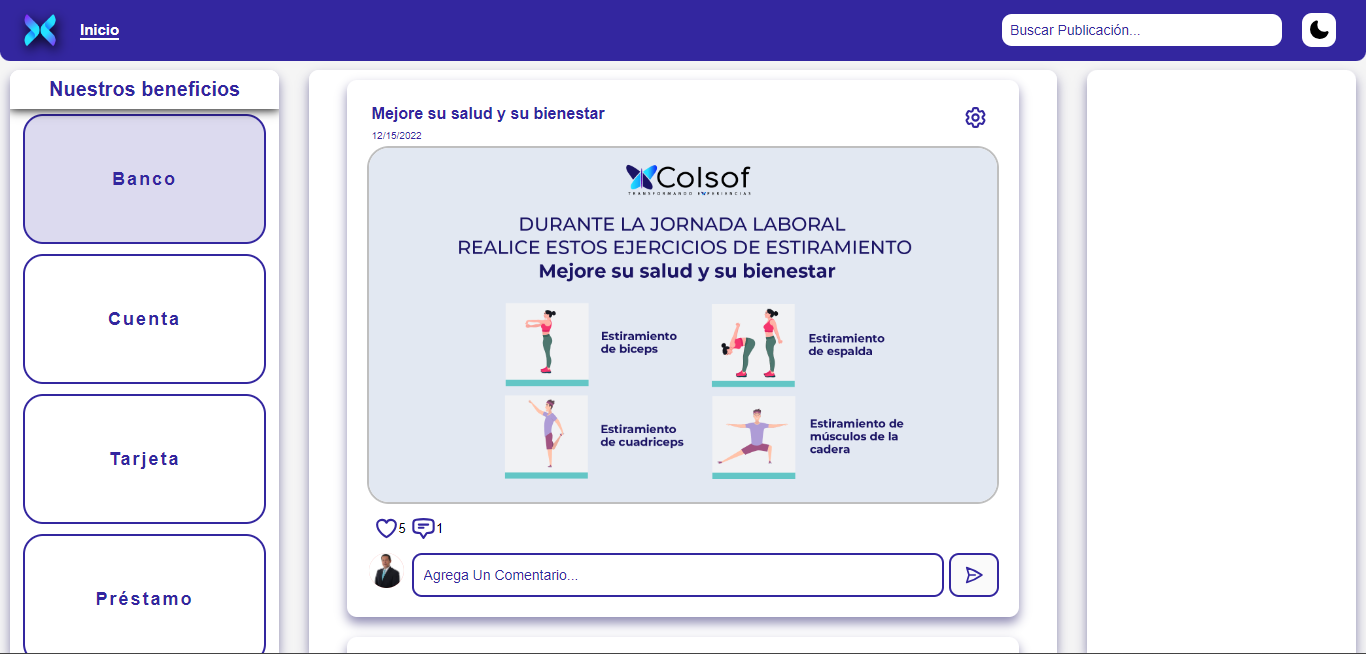 Inicio
Buscar Publicación...
Nuestros beneficios
Banco
Cuenta
Tarjeta
Préstamo
Mejore su salud y su bienestar
12/15/2022
Colsof
TRANSFORMANDO EXPERIENCIAS
DURANTE LA JORNADA LABORAL
REALICE ESTOS EJERCICIOS DE ESTIRAMIENTO
Mejore su salud y su bienestar
Estiramiento
de biceps
Estiramiento
de espalda
Estiramiento
de cuadriceps
Estiramiento de
músculos de la
cadera
5 1
Agrega Un Comentario...